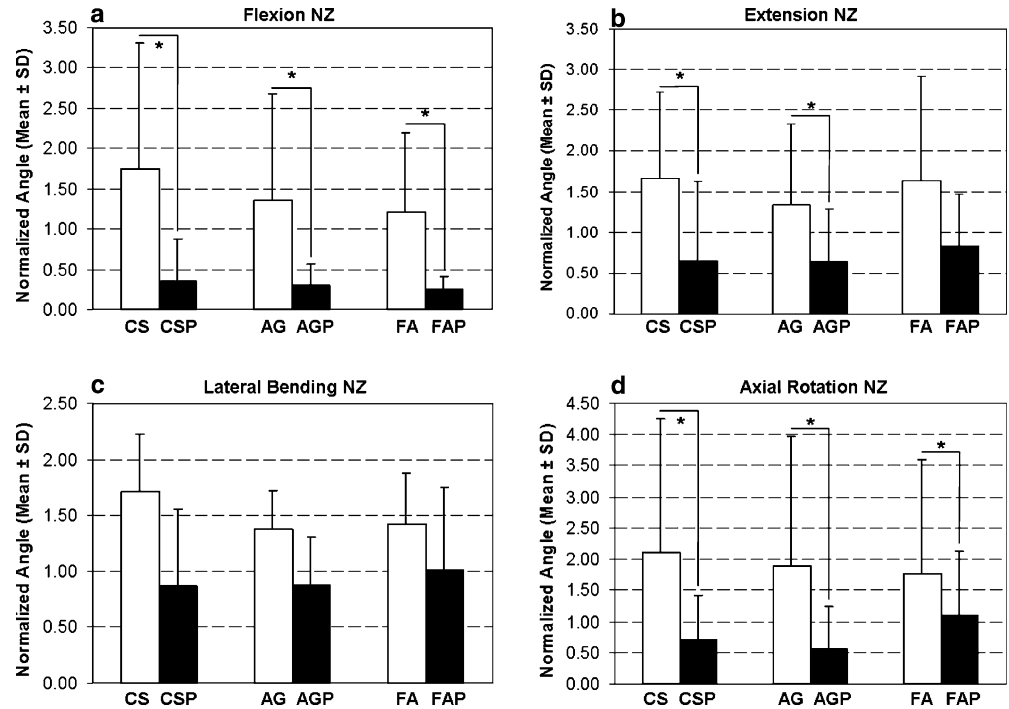 a
Flexion NZ
Normalized Angle (Mean ± SD)
3.50
3.00
2.50
2.00
1.50
1.00
0.50
0.00
*
*
*
CS CSP AG AGP FA FAP
b
Extension NZ
Normalized Angle (Mean ± SD)
3.50
3.00
2.50
2.00
1.50
1.00
0.50
0.00
*
*
CS CSP AG AGP FA FAP
c
Lateral Bending NZ
Normalized Angle (Mean ± SD)
2.50
2.00
1.50
1.00
0.50
0.00
CS CSP AG AGP FA FAP
d
Axial Rotation NZ
Normalized Angle (Mean ± SD)
4.50
4.00
3.50
3.00
2.50
2.00
1.50
1.00
0.50
0.00
*
*
*
CS CSP AG AGP FA FAP